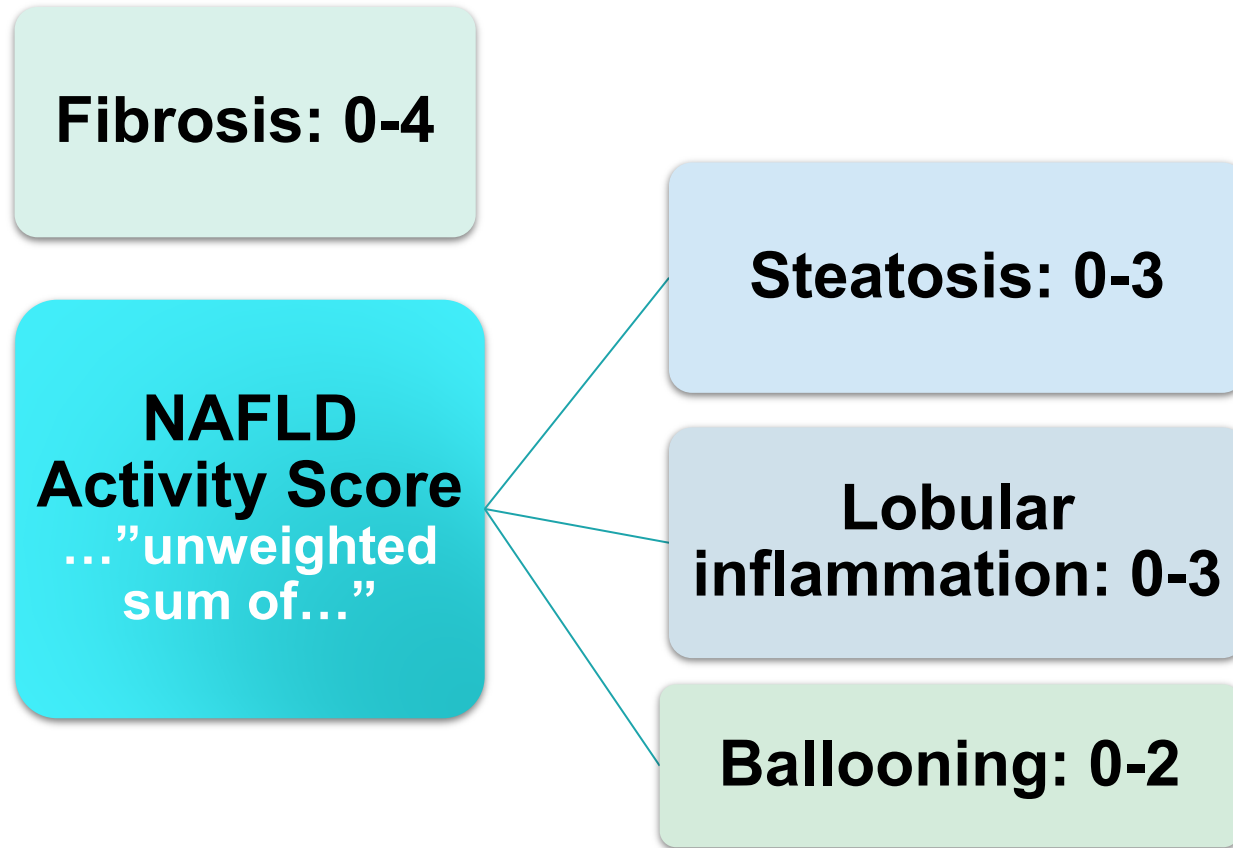 Fibrosis: 0-4
NAFLD
Activity Score
…”unweighted
sum of…”
Steatosis: 0-3
Lobular
inflammation: 0-3
Ballooning: 0-2